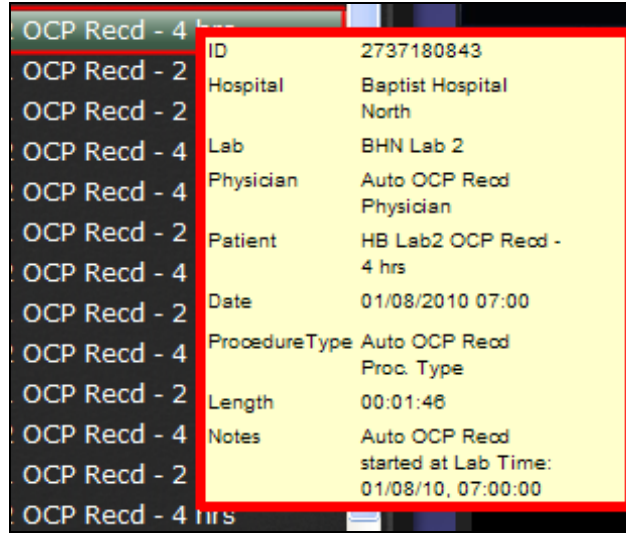 OCP Recd - 4 hrs
OCP Recd - 2
OCP Recd - 2
OCP Recd - 4
OCP Recd - 4
OCP Recd - 2
OCP Recd - 4
OCP Recd - 2
OCP Recd - 4
OCP Recd - 2
OCP Recd - 4
OCP Recd - 2
OCP Recd - 4 hrs
ID 2737180843
Hospital Baptist Hospital
North
Lab BHN Lab 2
Physician Auto OCP Recd
Physician
Patient HB Lab2 OCP Recd -
4 hrs
Date 01/08/2010 07:00
ProcedureType Auto OCP Recd
Proc. Type
Length 00:01:46
Notes Auto OCP Recd
started at Lab Time:
01/08/10, 07:00:00